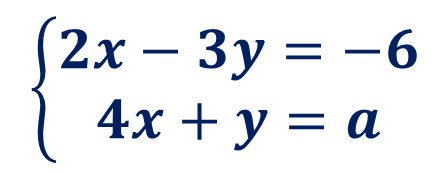 2x − 3y = −6
4x + y = a